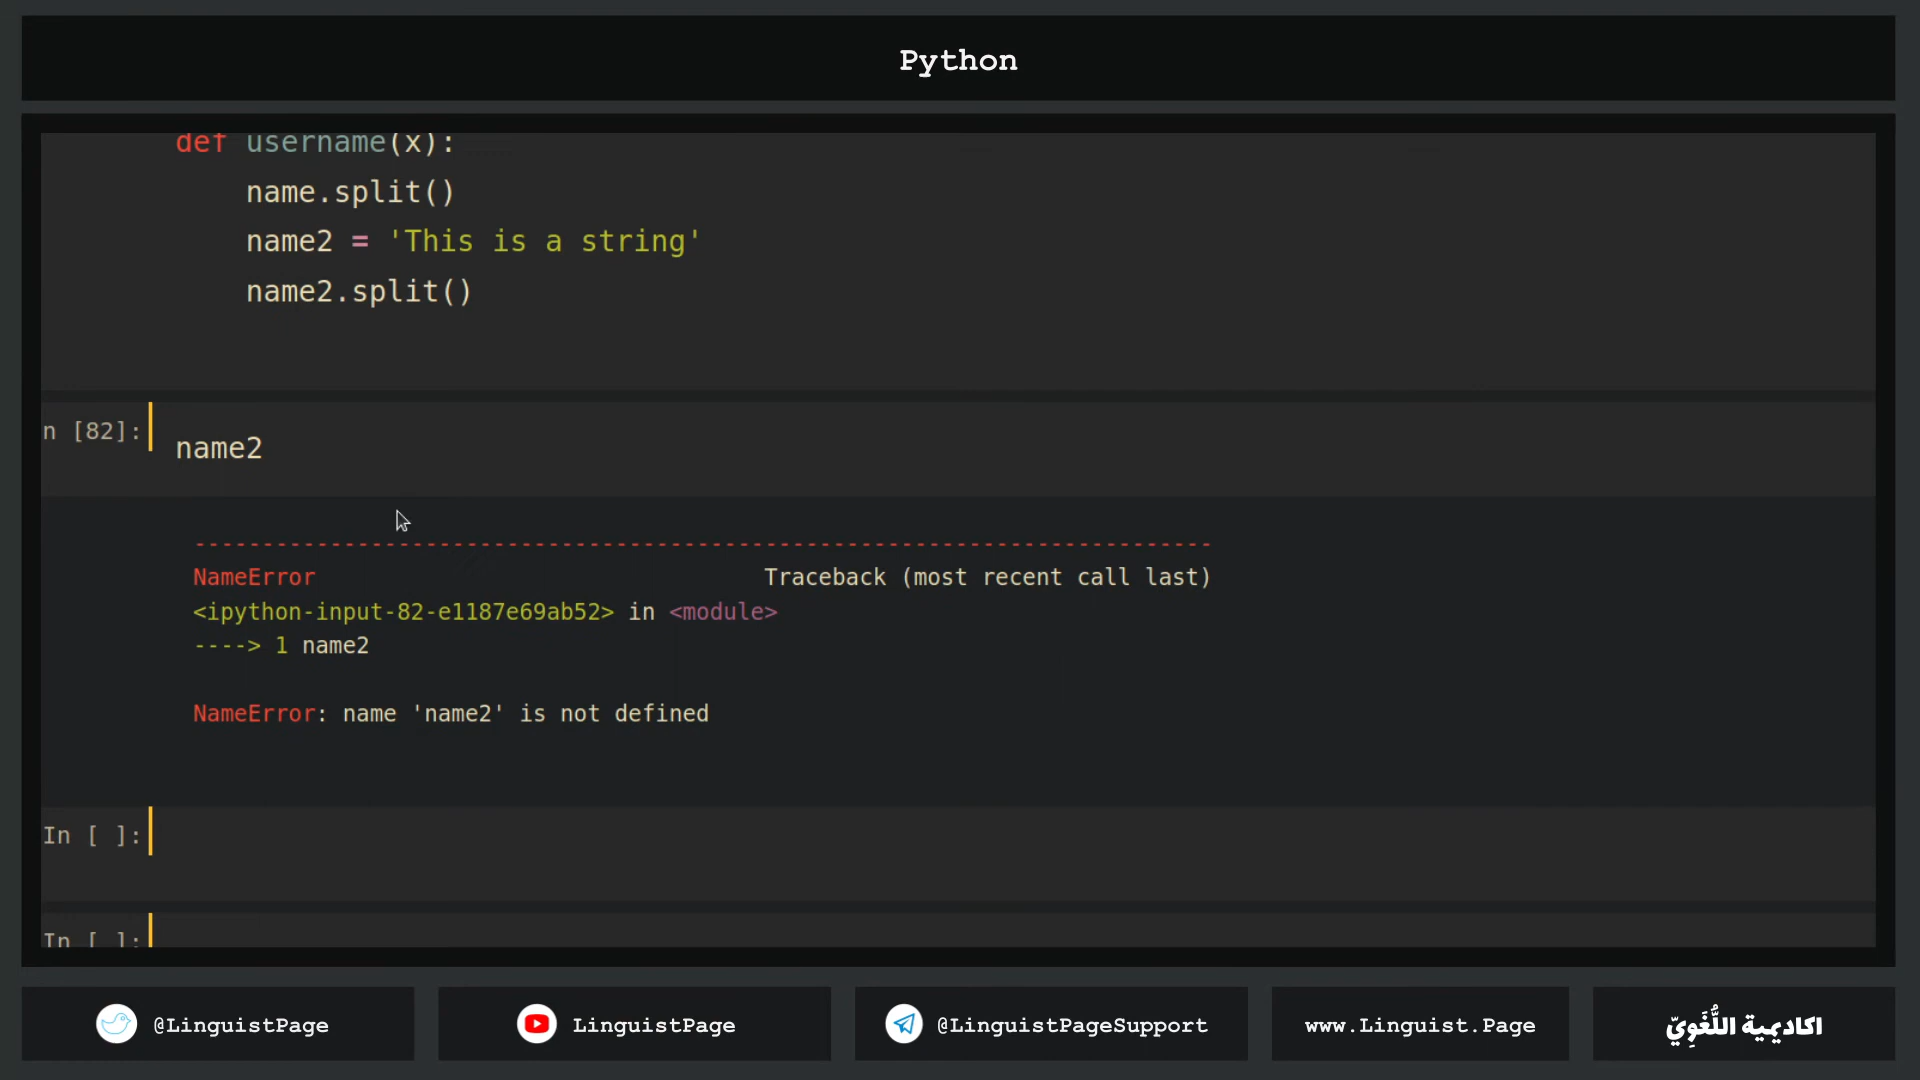 Python
def username(x):
name.split()
name2 = 'This is a string'
name2.split()
n [82]:
name2
---------------------------------------------------------------------------
NameError Traceback (most recent call last)
<ipython-input-82-e1187e69ab52> in <module>
----> 1 name2
NameError: name 'name2' is not defined
In [ ]:
In [ ]:
@LinguistPage
LinguistPage
@LinguistPageSupport
www.Linguist.Page
اكاديمية اللُّغَوِيّ